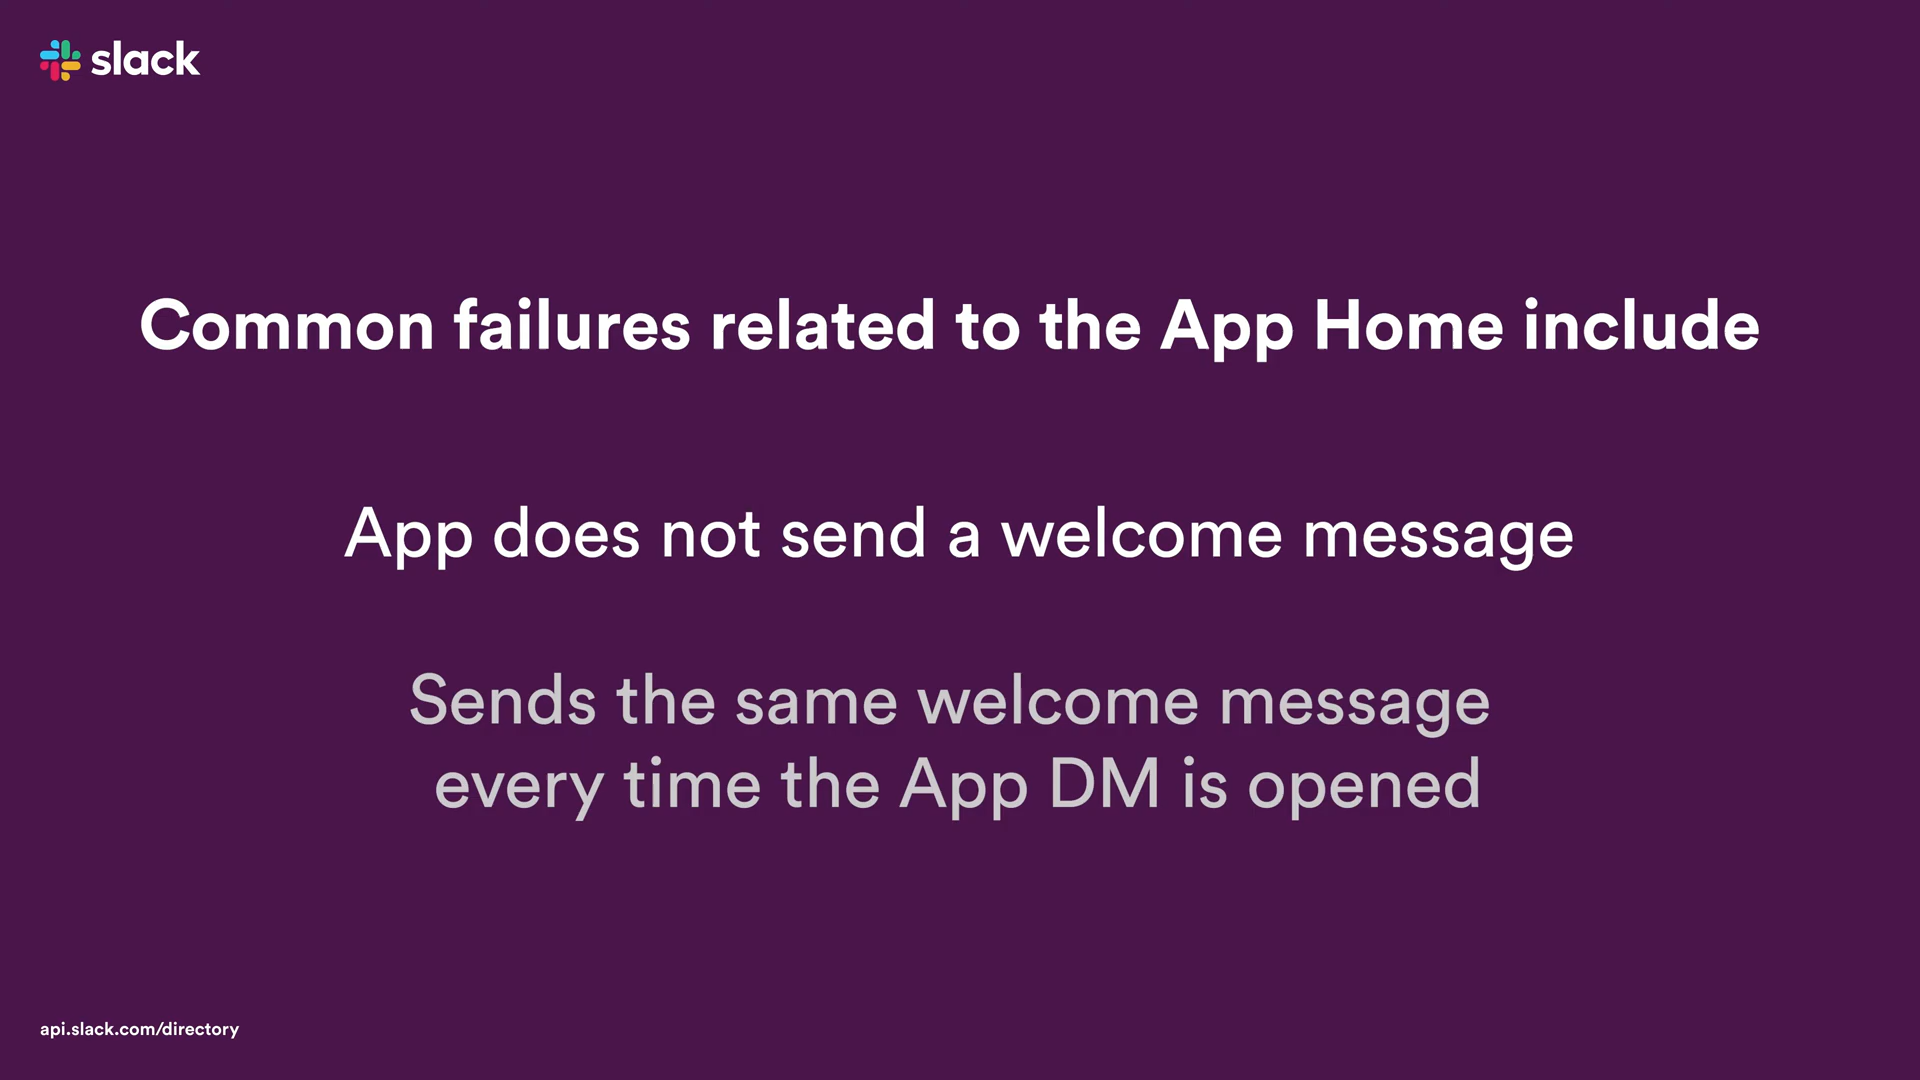 slack
Common failures related to the App Home include
App does not send a welcome message
Sends the same welcome message
every time the App DM is opened
api.slack.com/directory